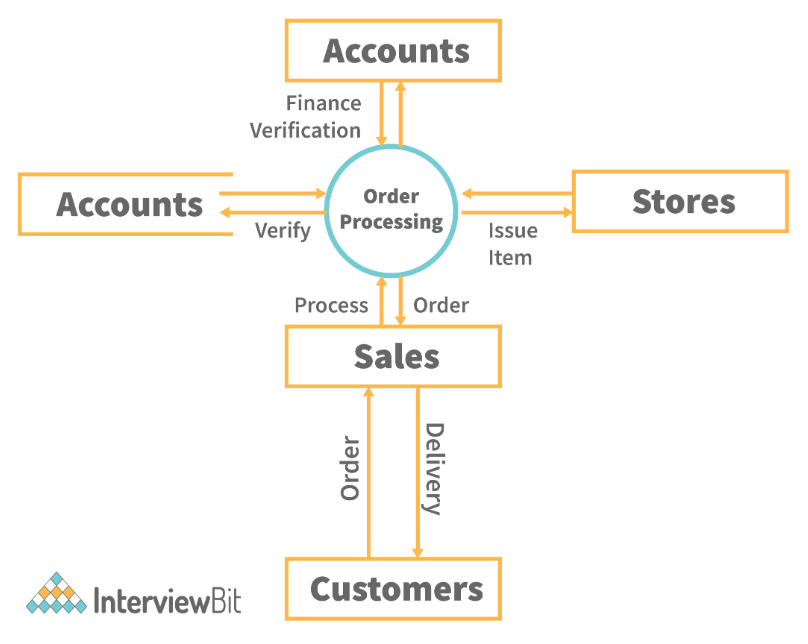 Accounts
Finance
Verification
Accounts
Verify
Order
Processing
Stores
Issue
Item
Process
Order
Sales
Order
Delivery
Customers
InterviewBit